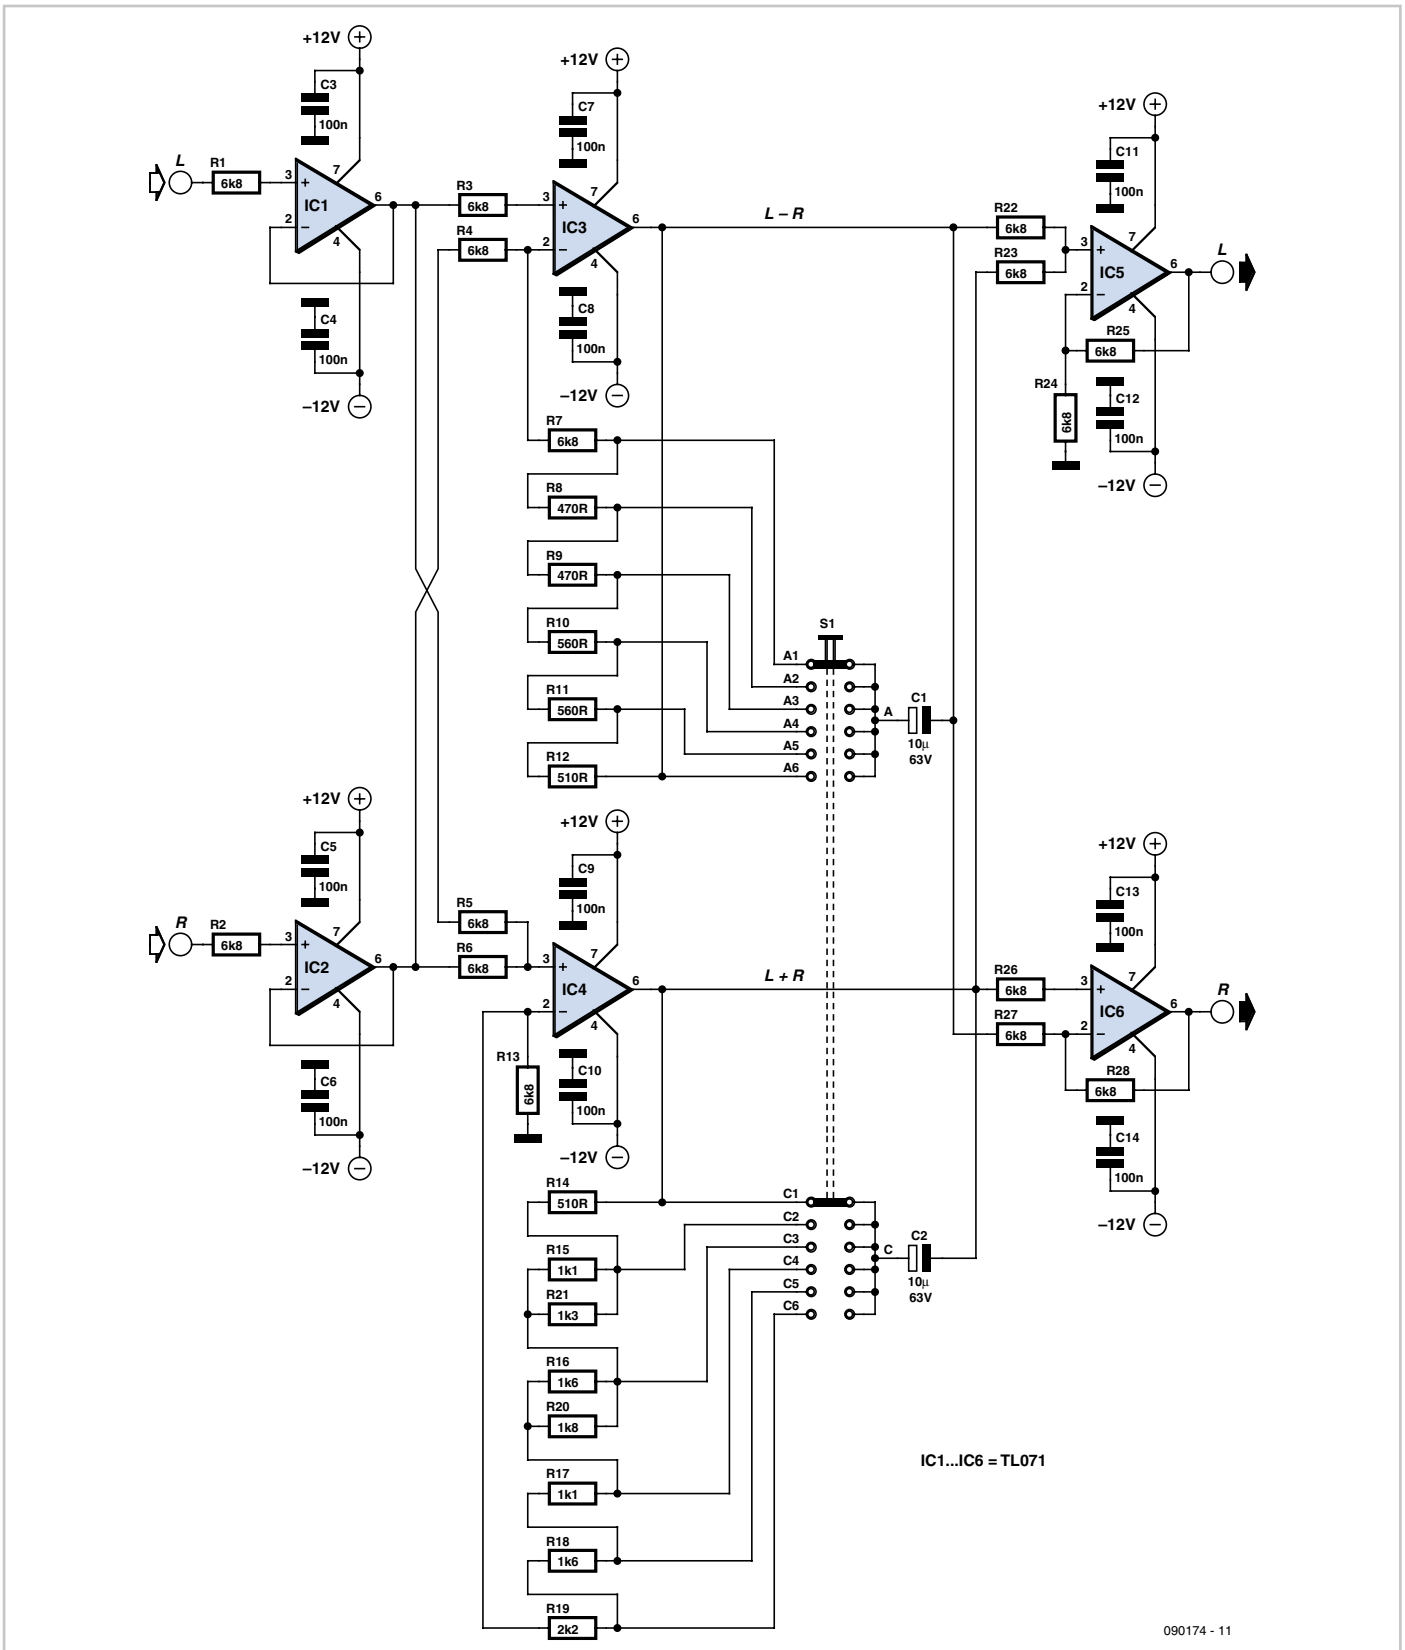 +12V
C3
100n
L
R1
6k8
3
+
7
IC1
6
2
–
4
C4
100n
–12V
+12V
C7
100n
R3
6k8
R4
6k8
3
+
7
IC3
6
2
–
4
C8
100n
–12V
L – R
+12V
C11
100n
R22
6k8
R23
6k8
3
+
7
IC5
6
2
–
4
L
R25
6k8
R24
6k8
C12
100n
–12V
R7
6k8
R8
470R
R9
470R
R10
560R
R11
560R
R12
510R
S1
A1
A2
A3
A4
A5
A6
A
C1
10µ
63V
+12V
C5
100n
R
R2
6k8
3
+
7
IC2
6
2
–
4
C6
100n
–12V
+12V
C9
100n
R5
6k8
R6
6k8
3
+
7
IC4
6
2
–
4
R13
6k8
C10
100n
–12V
L + R
+12V
C13
100n
R26
6k8
R27
6k8
3
+
7
IC6
6
2
–
4
R
R28
6k8
C14
100n
–12V
R14
510R
R15
1k1
R21
1k3
R16
1k6
R20
1k8
R17
1k1
R18
1k6
R19
2k2
C1
C2
C3
C4
C5
C6
C
C2
10µ
63V
IC1...IC6 = TL071
090174 - 11